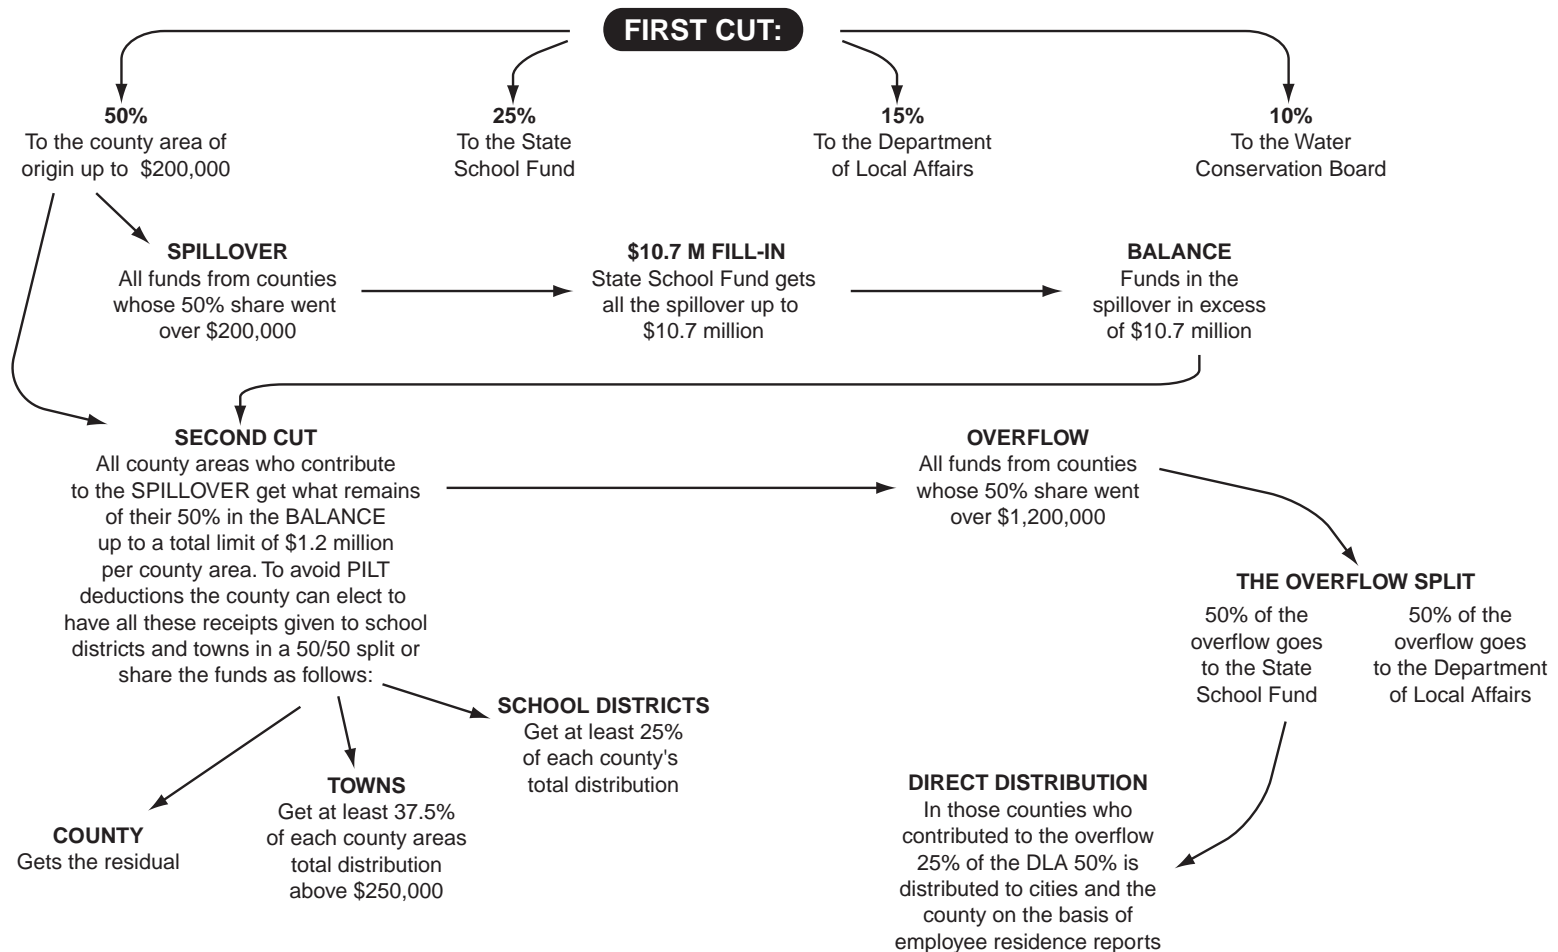 FIRST CUT:
50%
To the county area of
origin up to $200,000
25%
To the State
School Fund
15%
To the Department
of Local Affairs
10%
To the Water
Conservation Board
SPILLOVER
All funds from counties
whose 50% share went
over $200,000
$10.7 M FILL-IN
State School Fund gets
all the spillover up to
$10.7 million
BALANCE
Funds in the
spillover in excess
of $10.7 million
SECOND CUT
All county areas who contribute
to the SPILLOVER get what remains
of their 50% in the BALANCE
up to a total limit of $1.2 million
per county area. To avoid PILT
deductions the county can elect to
have all these receipts given to school
districts and towns in a 50/50 split or
share the funds as follows:
OVERFLOW
All funds from counties
whose 50% share went
over $1,200,000
THE OVERFLOW SPLIT
50% of the
overflow goes
to the State
School Fund
50% of the
overflow goes
to the Department
of Local Affairs
SCHOOL DISTRICTS
Get at least 25%
of each county's
total distribution
TOWNS
Get at least 37.5%
of each county areas
total distribution
above $250,000
COUNTY
Gets the residual
DIRECT DISTRIBUTION
In those counties who
contributed to the overflow
25% of the DLA 50% is
distributed to cities and the
county on the basis of
employee residence reports